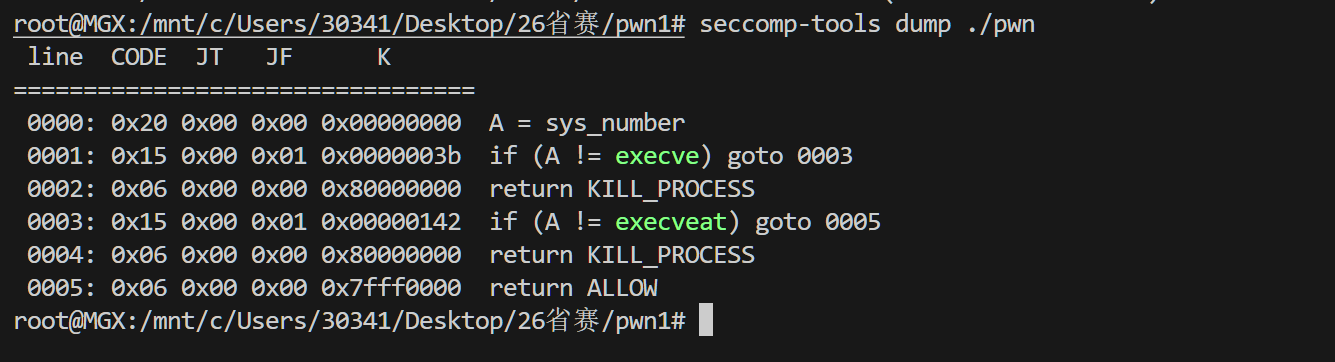 root@MGX:/mnt/c/Users/30341/Desktop/26省赛/pwn1# seccomp-tools dump ./pwn
 line  CODE  JT   JF      K
=================================
 0000: 0x20 0x00 0x00 0x00000000  A = sys_number
 0001: 0x15 0x00 0x01 0x0000003b  if (A != execve) goto 0003
 0002: 0x06 0x00 0x00 0x80000000  return KILL_PROCESS
 0003: 0x15 0x00 0x01 0x00000142  if (A != execveat) goto 0005
 0004: 0x06 0x00 0x00 0x80000000  return KILL_PROCESS
 0005: 0x06 0x00 0x00 0x7fff0000  return ALLOW
root@MGX:/mnt/c/Users/30341/Desktop/26省赛/pwn1#